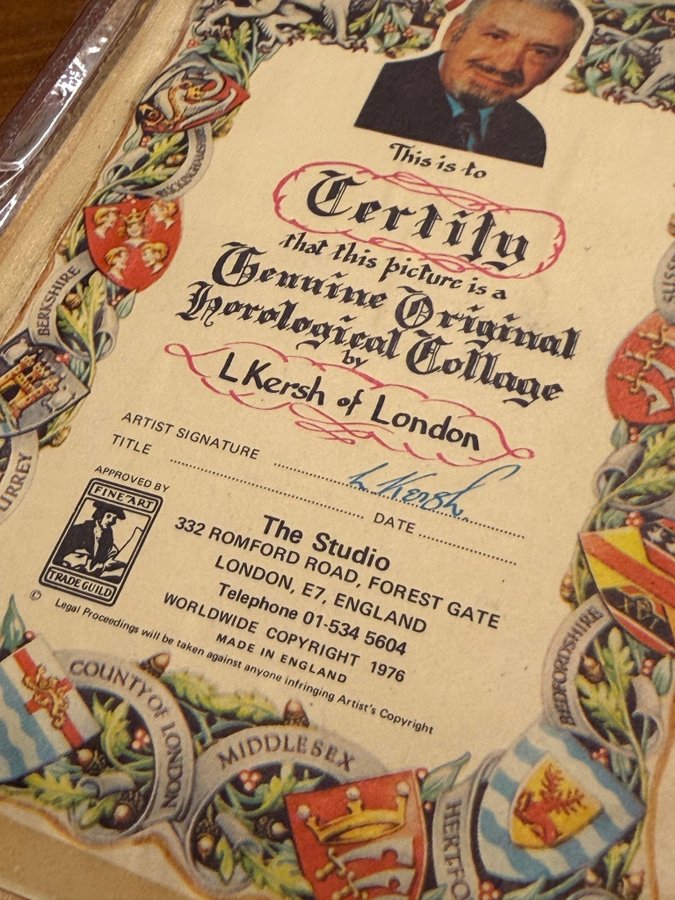 This is to
Certify
that this picture is a
Genuine Original
Horological Collage
by
L Kersh of London
ARTIST SIGNATURE
L Kersh.
TITLE
DATE
APPROVED BY
FINE ART
TRADE GUILD
The Studio
332 ROMFORD ROAD, FOREST GATE
LONDON, E7, ENGLAND
Telephone 01-534 5604
WORLDWIDE COPYRIGHT 1976
MADE IN ENGLAND
© Legal Proceedings will be taken against anyone infringing Artist's Copyright
BUCKINGHAMSHIRE
BERKSHIRE
URREY
COUNTY OF LONDON
MIDDLESEX
HERTFO
BEDFORDSHIRE